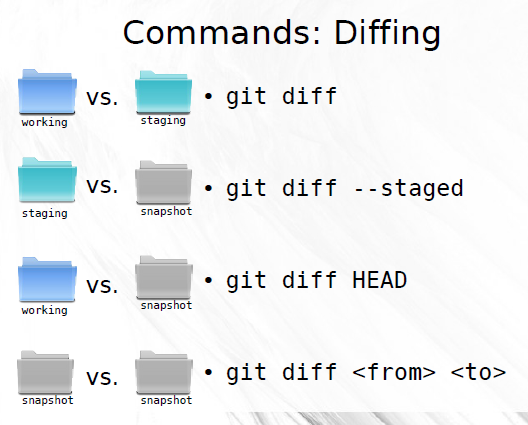 Commands: Diffing
working vs. staging • git diff
staging vs. snapshot • git diff --staged
working vs. snapshot • git diff HEAD
snapshot vs. snapshot • git diff <from> <to>